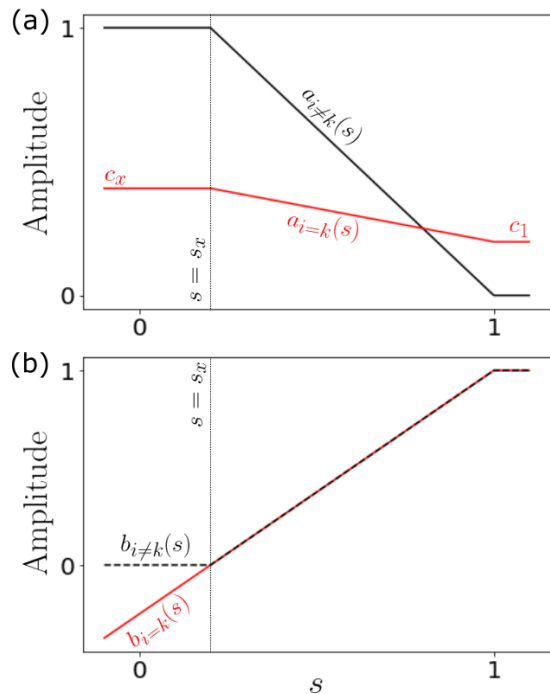 (a)
1
a_{i≠k}(s)
c_x
a_{i=k}(s)
c_1
Amplitude
s = s_x
0
0
1
(b)
1
s = s_x
b_{i≠k}(s)
Amplitude
0
b_{i=k}(s)
0
1
s